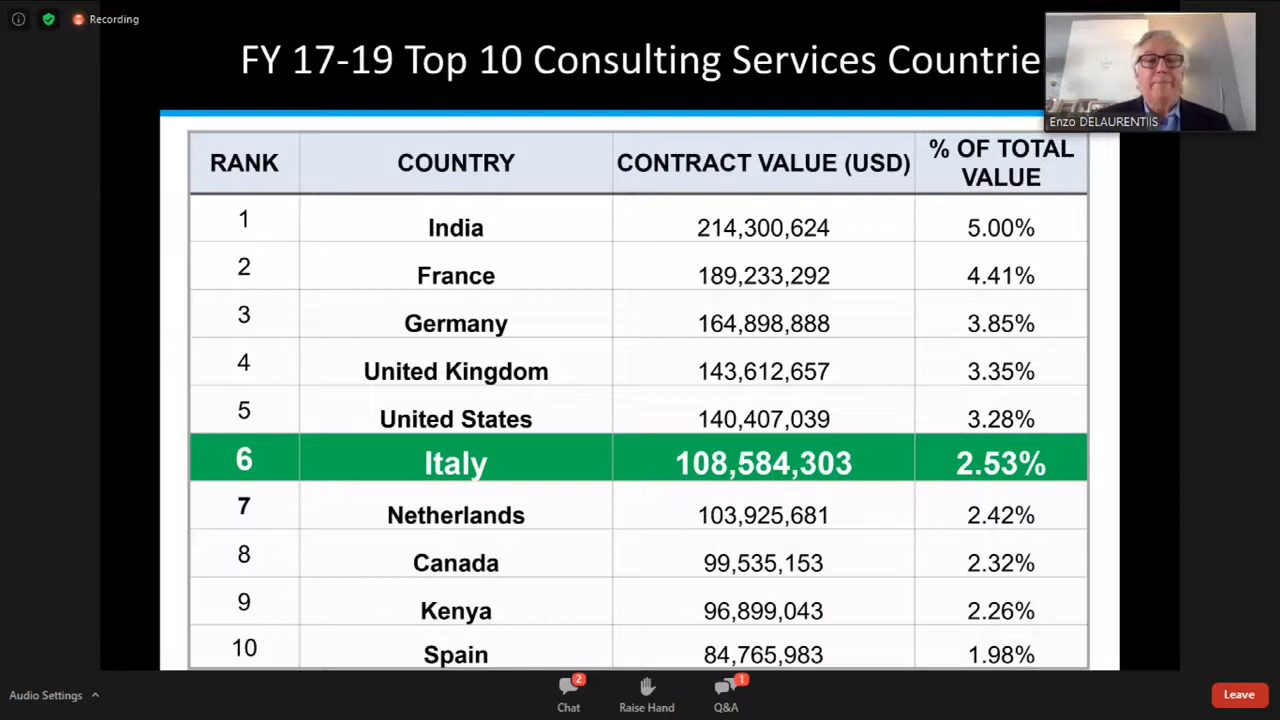 Recording
FY 17-19 Top 10 Consulting Services Countrie
Enzo DELAURENTIIS
RANK COUNTRY CONTRACT VALUE (USD) % OF TOTAL VALUE
1 India 214,300,624 5.00%
2 France 189,233,292 4.41%
3 Germany 164,898,888 3.85%
4 United Kingdom 143,612,657 3.35%
5 United States 140,407,039 3.28%
6 Italy 108,584,303 2.53%
7 Netherlands 103,925,681 2.42%
8 Canada 99,535,153 2.32%
9 Kenya 96,899,043 2.26%
10 Spain 84,765,983 1.98%
2 1
Audio Settings Chat Raise Hand Q&A Leave